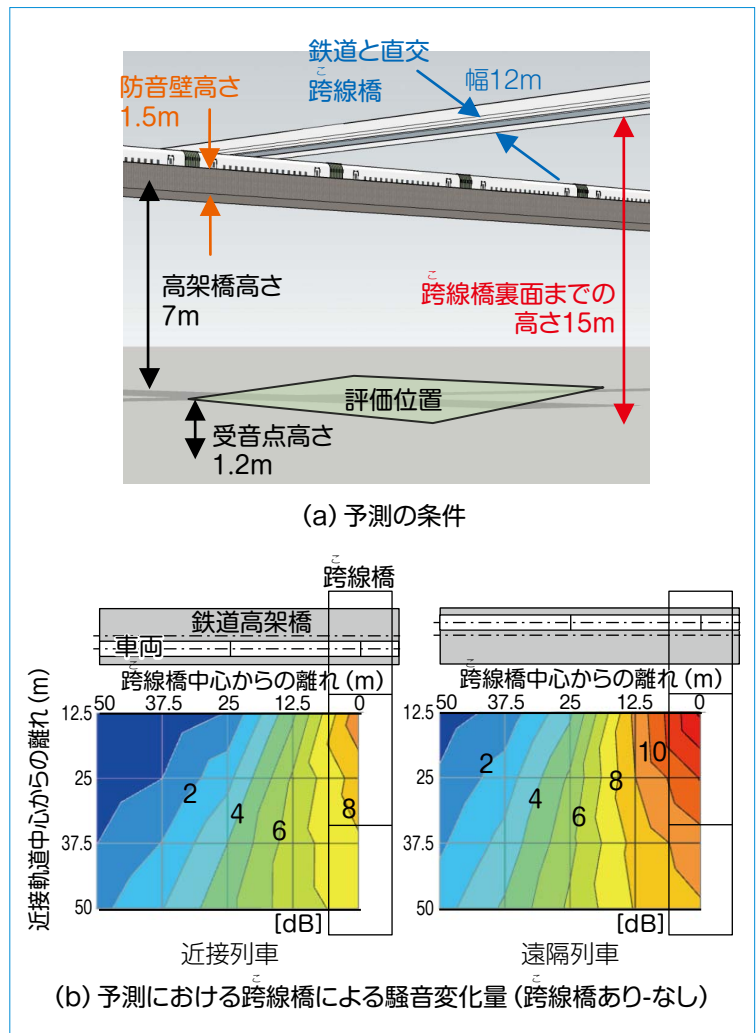 防音壁高さ
1.5m
鉄道と直交
こ
跨線橋
幅12m
高架橋高さ
7m
こ
跨線橋裏面までの
高さ15m
評価位置
受音点高さ
1.2m
(a) 予測の条件
こ
跨線橋
鉄道高架橋
車両
こ
跨線橋中心からの離れ (m)
50 37.5 25 12.5 0
近接軌道中心からの離れ (m)
12.5
25
37.5
50
2
4
6
8
[dB]
近接列車
こ
跨線橋中心からの離れ (m)
50 37.5 25 12.5 0
12.5
25
37.5
50
2
4
6
8
10
[dB]
遠隔列車
こ こ
(b) 予測における跨線橋による騒音変化量 (跨線橋あり-なし)